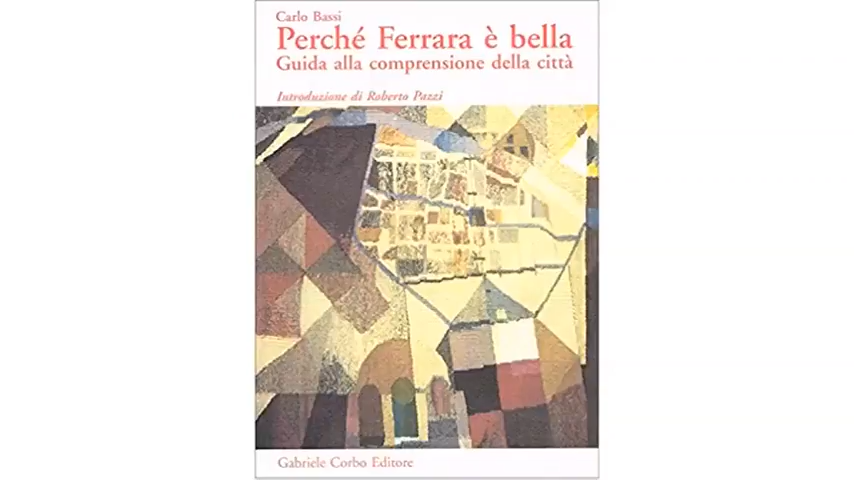 Carlo Bassi
Perché Ferrara è bella
Guida alla comprensione della città
Introduzione di Roberto Pazzi
Gabriele Corbo Editore